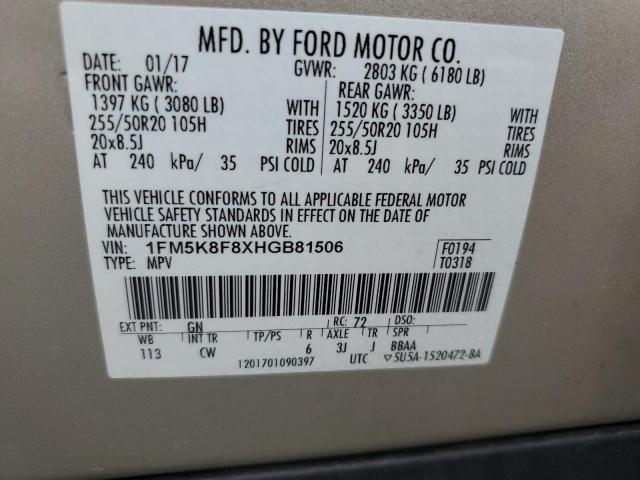 MFD. BY FORD MOTOR CO.
DATE: 01/17 GVWR: 2803 KG ( 6180 LB)
FRONT GAWR: REAR GAWR:
1397 KG ( 3080 LB) WITH 1520 KG ( 3350 LB) WITH
255/50R20 105H TIRES 255/50R20 105H TIRES
20x8.5J RIMS 20x8.5J RIMS
AT 240 kPa/ 35 PSI COLD AT 240 kPa/ 35 PSI COLD
THIS VEHICLE CONFORMS TO ALL APPLICABLE FEDERAL MOTOR
VEHICLE SAFETY STANDARDS IN EFFECT ON THE DATE OF
MANUFACTURE SHOWN ABOVE.
VIN: 1FM5K8F8XHGB81506 F0194
TYPE: MPV T0318
EXT PNT: GN RC: 72 DSO:
WB INT TR TP/PS R AXLE TR SPR
113 CW 6 3J J BBAA
1201701090397 UTC ▽5U5A-1520472-BA